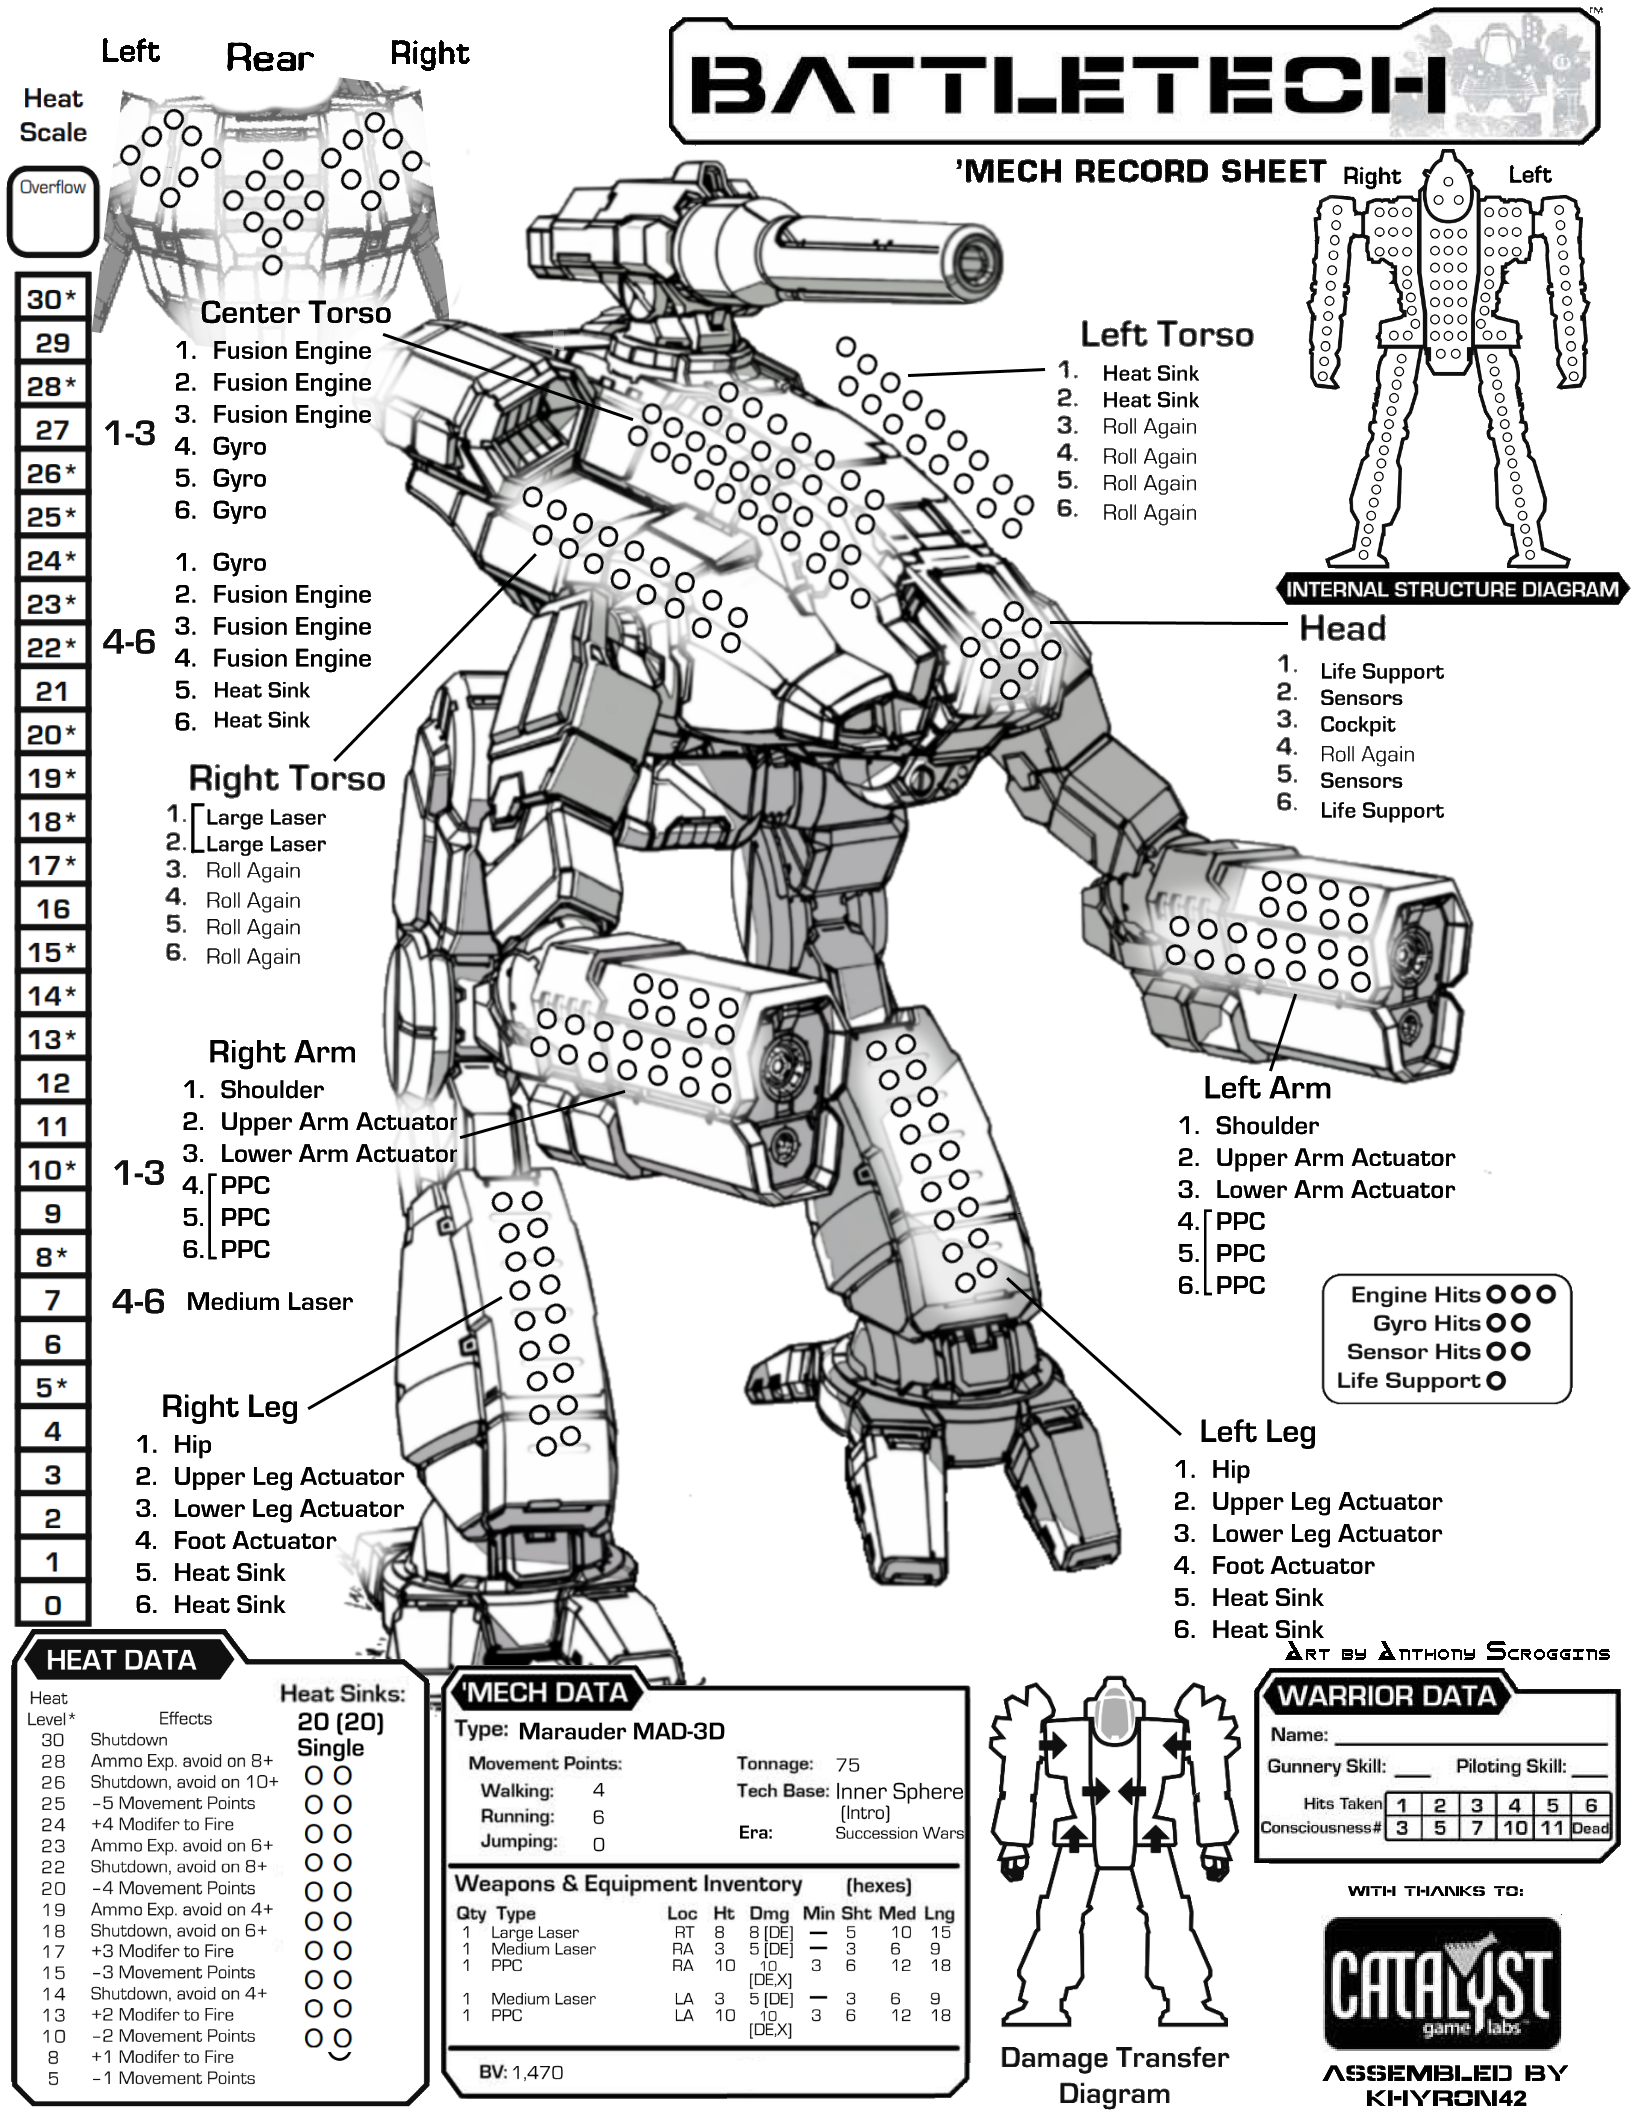 Left Rear Right
Heat
Scale
Overflow
30*
29
28*
27
26*
25*
24*
23*
22*
21
20*
19*
18*
17*
16
15*
14*
13*
12
11
10*
9
8*
7
6
5*
4
3
2
1
0
BATTLETECH ™
'MECH RECORD SHEET
Right Left
INTERNAL STRUCTURE DIAGRAM
Center Torso
1-3
1. Fusion Engine
2. Fusion Engine
3. Fusion Engine
4. Gyro
5. Gyro
6. Gyro
4-6
1. Gyro
2. Fusion Engine
3. Fusion Engine
4. Fusion Engine
5. Heat Sink
6. Heat Sink
Left Torso
1. Heat Sink
2. Heat Sink
3. Roll Again
4. Roll Again
5. Roll Again
6. Roll Again
Head
1. Life Support
2. Sensors
3. Cockpit
4. Roll Again
5. Sensors
6. Life Support
Right Torso
1. Large Laser
2. Large Laser
3. Roll Again
4. Roll Again
5. Roll Again
6. Roll Again
Right Arm
1-3
1. Shoulder
2. Upper Arm Actuator
3. Lower Arm Actuator
4. PPC
5. PPC
6. PPC
4-6 Medium Laser
Left Arm
1. Shoulder
2. Upper Arm Actuator
3. Lower Arm Actuator
4. PPC
5. PPC
6. PPC
Engine Hits
Gyro Hits
Sensor Hits
Life Support
Right Leg
1. Hip
2. Upper Leg Actuator
3. Lower Leg Actuator
4. Foot Actuator
5. Heat Sink
6. Heat Sink
Left Leg
1. Hip
2. Upper Leg Actuator
3. Lower Leg Actuator
4. Foot Actuator
5. Heat Sink
6. Heat Sink
Art by Anthony Scroggins
HEAT DATA
Heat
Level* Effects
30 Shutdown
28 Ammo Exp. avoid on 8+
26 Shutdown, avoid on 10+
25 -5 Movement Points
24 +4 Modifer to Fire
23 Ammo Exp. avoid on 6+
22 Shutdown, avoid on 8+
20 -4 Movement Points
19 Ammo Exp. avoid on 4+
18 Shutdown, avoid on 6+
17 +3 Modifer to Fire
15 -3 Movement Points
14 Shutdown, avoid on 4+
13 +2 Modifer to Fire
10 -2 Movement Points
8 +1 Modifer to Fire
5 -1 Movement Points
Heat Sinks:
20 (20)
Single
'MECH DATA
Type: Marauder MAD-3D
Movement Points:
Walking: 4
Running: 6
Jumping: 0
Tonnage: 75
Tech Base: Inner Sphere
(Intro)
Era: Succession Wars
Weapons & Equipment Inventory (hexes)
Qty Type Loc Ht Dmg Min Sht Med Lng
1 Large Laser RT 8 8 [DE] — 5 10 15
1 Medium Laser RA 3 5 [DE] — 3 6 9
1 PPC RA 10 10 3 6 12 18
[DE,X]
1 Medium Laser LA 3 5 [DE] — 3 6 9
1 PPC LA 10 10 3 6 12 18
[DE,X]
BV: 1,470
Damage Transfer
Diagram
WARRIOR DATA
Name:
Gunnery Skill: Piloting Skill:
Hits Taken 1 2 3 4 5 6
Consciousness# 3 5 7 10 11 Dead
WITH THANKS TO:
CATALYST
game labs
ASSEMBLED BY
KHYRON42